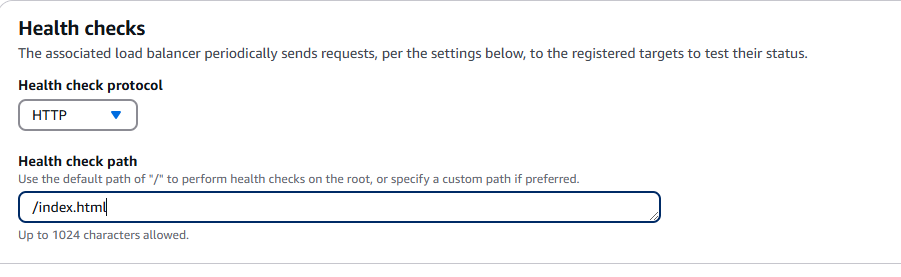 Health checks
The associated load balancer periodically sends requests, per the settings below, to the registered targets to test their status.
Health check protocol
HTTP
Health check path
Use the default path of "/" to perform health checks on the root, or specify a custom path if preferred.
/index.html
Up to 1024 characters allowed.